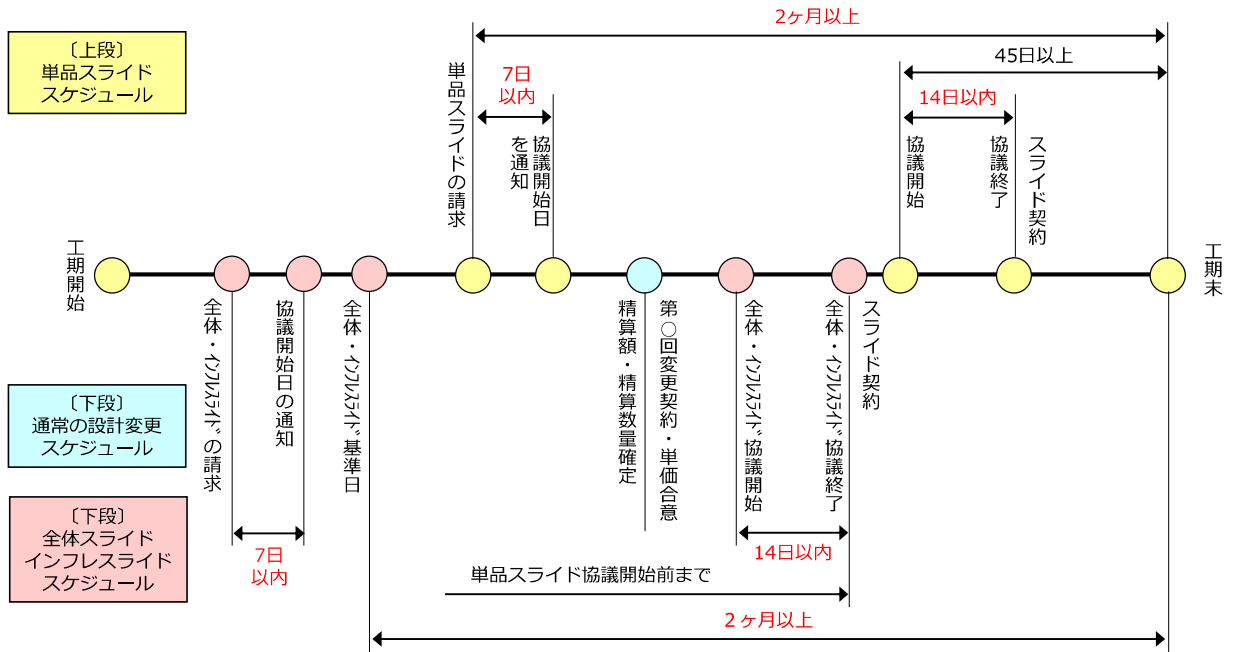 2ヶ月以上
〔上段〕
単品スライド
スケジュール
45日以上
7日
以内
14日以内
単品スライドの請求
協議開始日
を通知
協議開始
協議終了
スライド契約
工期開始
工期末
全体・インフレスライドの請求
協議開始日の通知
全体・インフレスライド基準日
第○回変更契約・単価合意
精算額・精算数量確定
全体・インフレスライド協議開始
スライド契約
全体・インフレスライド協議終了
〔下段〕
通常の設計変更
スケジュール
〔下段〕
全体スライド
インフレスライド
スケジュール
7日
以内
14日以内
単品スライド協議開始前まで
2ヶ月以上